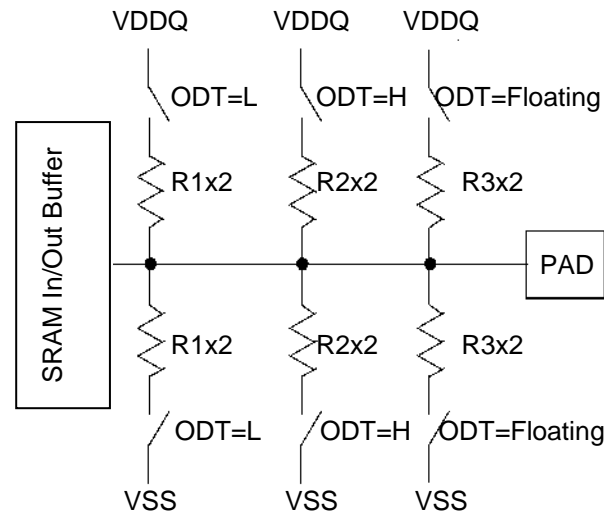 VDDQ VDDQ VDDQ
ODT=L ODT=H ODT=Floating
R1x2 R2x2 R3x2
SRAM In/Out Buffer
PAD
R1x2 R2x2 R3x2
ODT=L ODT=H ODT=Floating
VSS VSS VSS